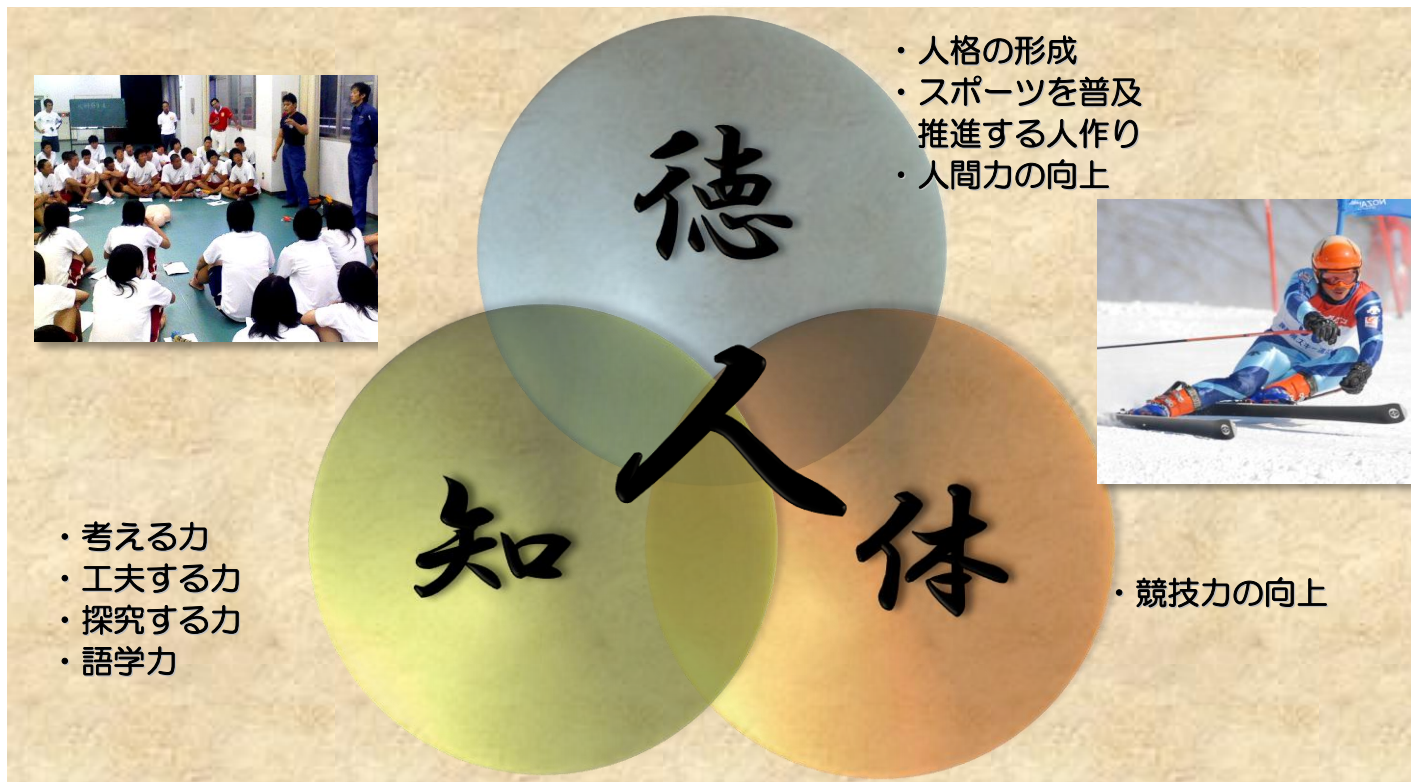 徳
・人格の形成
・スポーツを普及
推進する人作り
・人間力の向上
人
知
体
・考える力
・工夫する力
・探究する力
・語学力
・競技力の向上